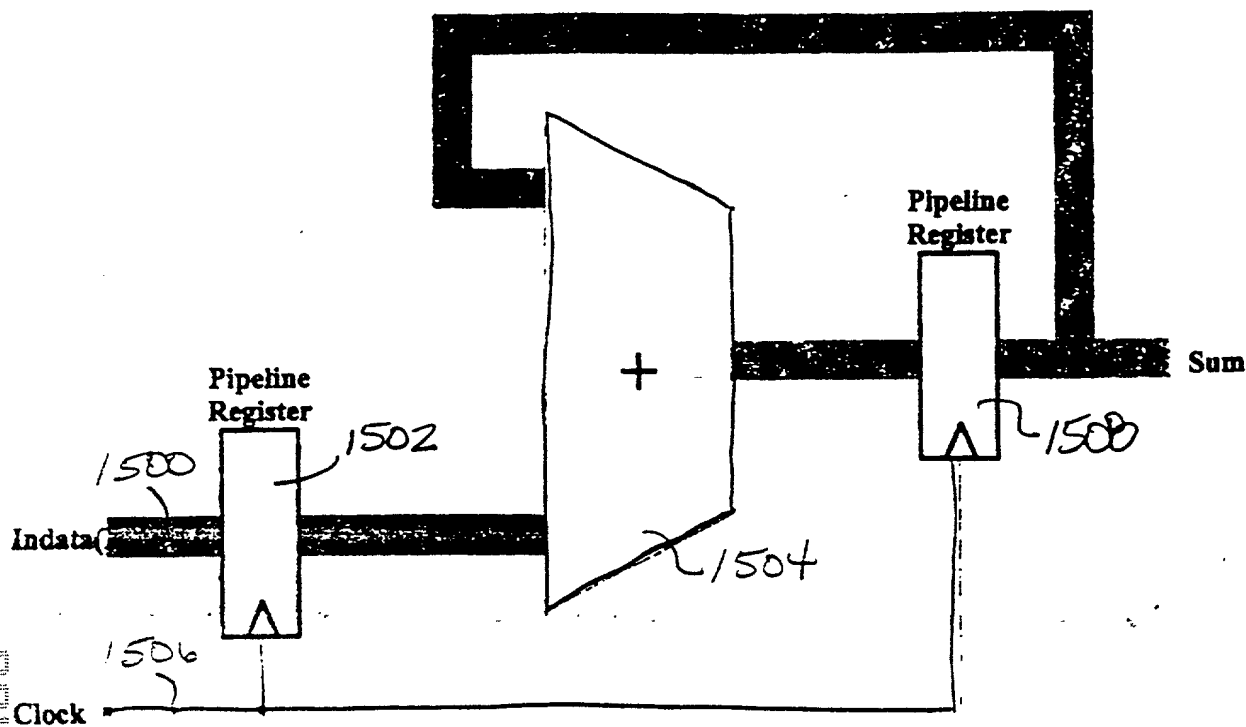 Pipeline
Register
Sum
+
Pipeline
Register
1508
1502
1500
Indata
1504
1506
Clock